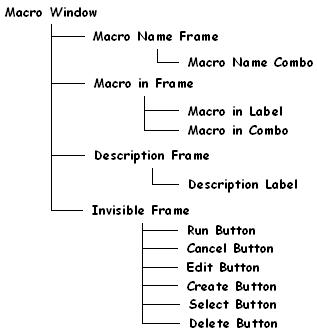 Macro Window
Macro Name Frame
Macro Name Combo
Macro in Frame
Macro in Label
Macro in Combo
Description Frame
Description Label
Invisible Frame
Run Button
Cancel Button
Edit Button
Create Button
Select Button
Delete Button